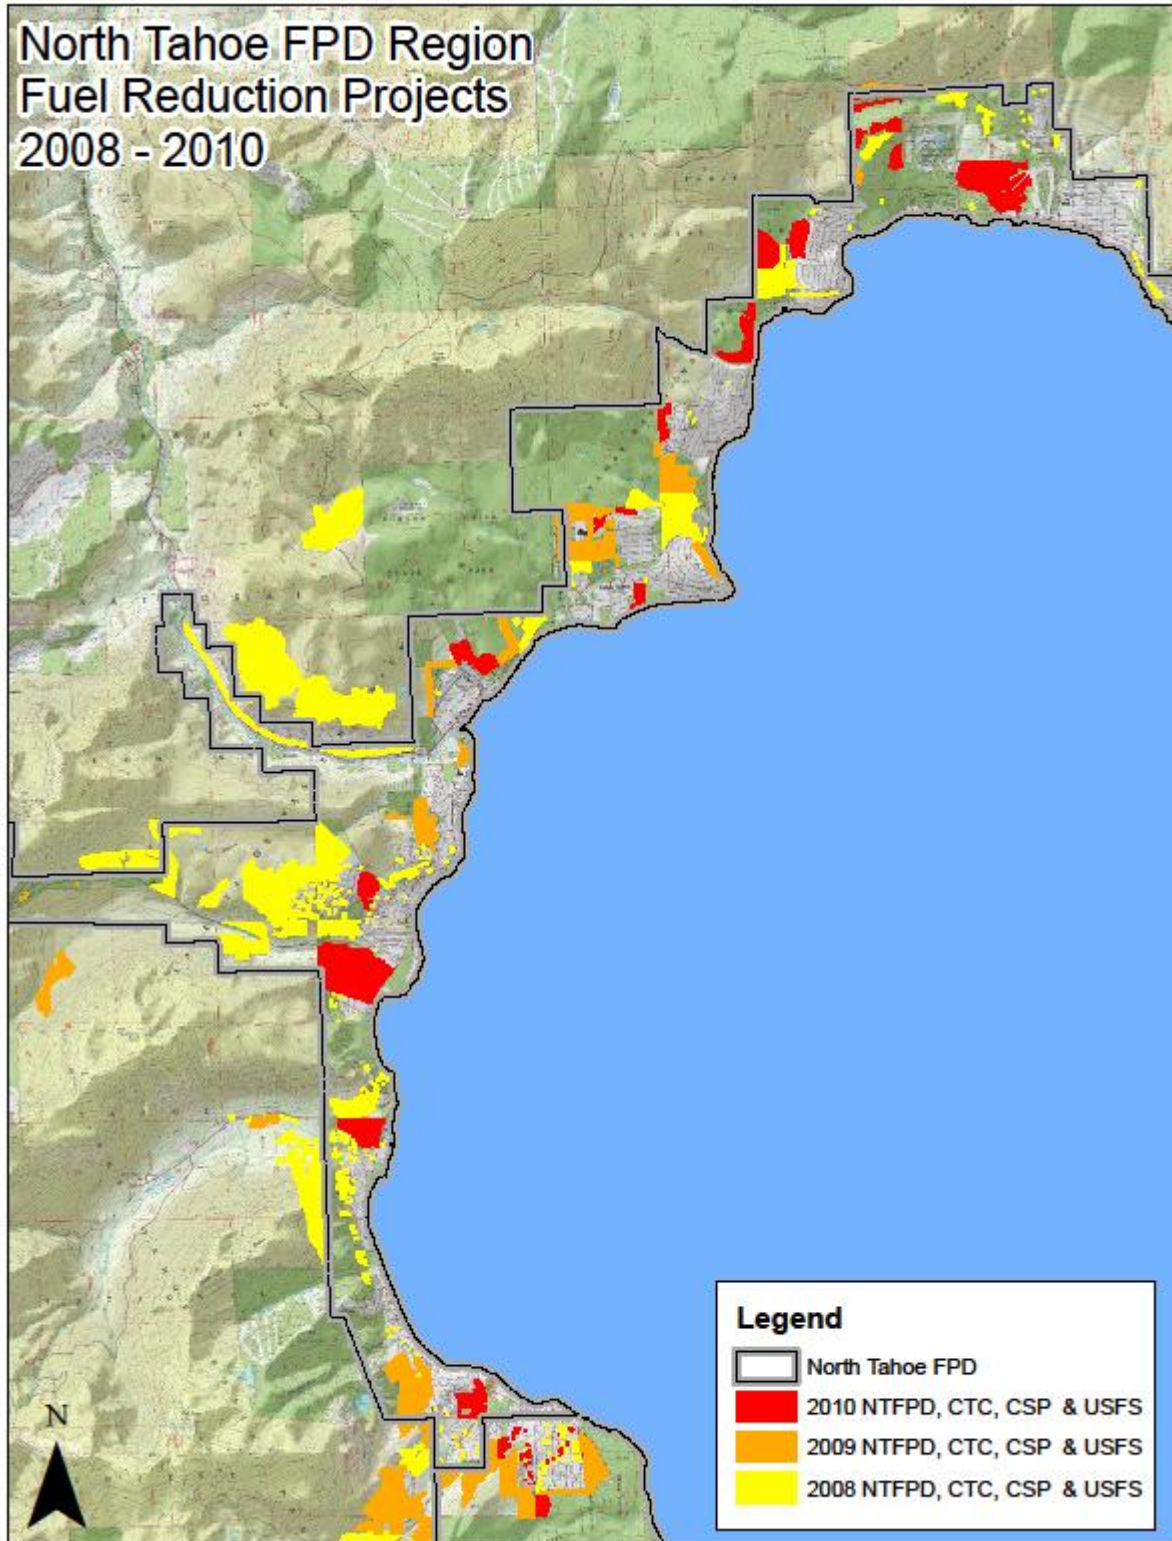 North Tahoe FPD Region
Fuel Reduction Projects
2008 - 2010
N
Legend
North Tahoe FPD
2010 NTFPD, CTC, CSP & USFS
2009 NTFPD, CTC, CSP & USFS
2008 NTFPD, CTC, CSP & USFS